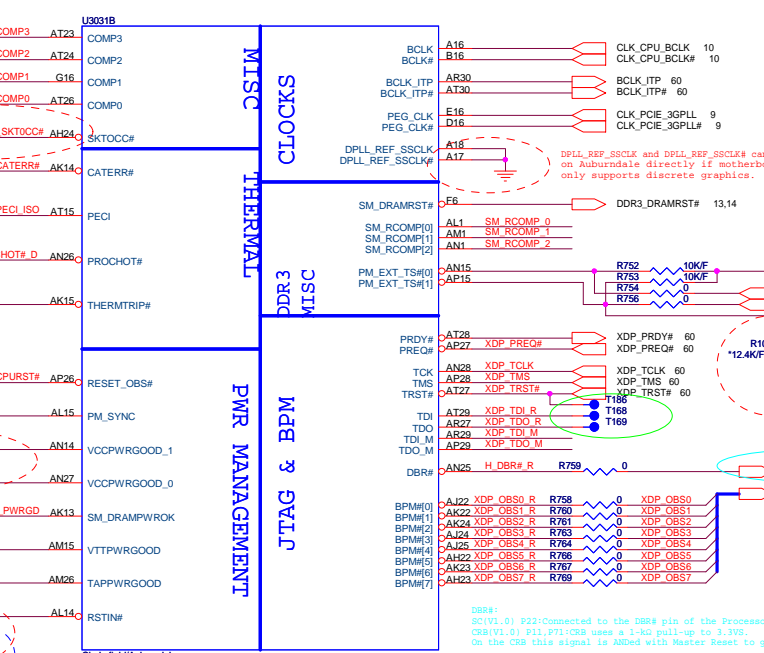 U3031B
COMP3 AT23 COMP3
COMP2 AT24 COMP2
COMP1 G16 COMP1
COMP0 AT26 COMP0
SKTOCC# AH24 SKTOCC#
CATERR# AK14 CATERR#
PECI_ISO AT15 PECI
HOT#_D AN26 PROCHOT#
AK15 THERMTRIP#
CPURST# AP26 RESET_OBS#
AL15 PM_SYNC
AN14 VCCPWRGOOD_1
AN27 VCCPWRGOOD_0
PWRGD AK13 SM_DRAMPWROK
AM15 VTTPWRGOOD
AM26 TAPPWRGOOD
AL14 RSTIN#
MISC
THERMAL
PWR MANAGEMENT
CLOCKS
DDR3
MISC
JTAG & BPM
BCLK A16 CLK_CPU_BCLK 10
BCLK# B16 CLK_CPU_BCLK# 10
BCLK_ITP AR30 BCLK_ITP 60
BCLK_ITP# AT30 BCLK_ITP# 60
PEG_CLK E16 CLK_PCIE_3GPLL 9
PEG_CLK# D16 CLK_PCIE_3GPLL# 9
DPLL_REF_SSCLK A18
DPLL_REF_SSCLK# A17
DPLL_REF_SSCLK and DPLL_REF_SSCLK# ca
on Auburndale directly if motherbo
only supports discrete graphics.
SM_DRAMRST# F6 DDR3_DRAMRST# 13,14
SM_RCOMP[0] AL1 SM_RCOMP_0
SM_RCOMP[1] AM1 SM_RCOMP_1
SM_RCOMP[2] AN1 SM_RCOMP_2
PM_EXT_TS#[0] AN15
PM_EXT_TS#[1] AP15
R752 10K/F
R753 10K/F
R754 0
R756 0
R10
*12.4K/F
PRDY# AT28 XDP_PRDY# 60
PREQ# AP27 XDP_PREQ# XDP_PREQ# 60
TCK AN28 XDP_TCLK XDP_TCLK 60
TMS AP28 XDP_TMS XDP_TMS 60
TRST# AT27 XDP_TRST# XDP_TRST# 60
T186
TDI AT29 XDP_TDI_R T168
TDO AR27 XDP_TDO_R T169
TDI_M AR29 XDP_TDI_M
TDO_M AP29 XDP_TDO_M
DBR# AN25 H_DBR#_R R759 0
BPM#[0] AJ22 XDP_OBS0_R R758 0 XDP_OBS0
BPM#[1] AK22 XDP_OBS1_R R760 0 XDP_OBS1
BPM#[2] AK24 XDP_OBS2_R R761 0 XDP_OBS2
BPM#[3] AJ24 XDP_OBS3_R R763 0 XDP_OBS3
BPM#[4] AJ25 XDP_OBS4_R R764 0 XDP_OBS4
BPM#[5] AH22 XDP_OBS5_R R766 0 XDP_OBS5
BPM#[6] AK23 XDP_OBS6_R R767 0 XDP_OBS6
BPM#[7] AH23 XDP_OBS7_R R769 0 XDP_OBS7
DBR#:
SC(V1.0) P22:Connected to the DBR# pin of the Processo
CRB(V1.0) P11,P71:CRB uses a 1-kΩ pull-up to 3.3VS.
On the CRB this signal is ANDed with Master Reset to g